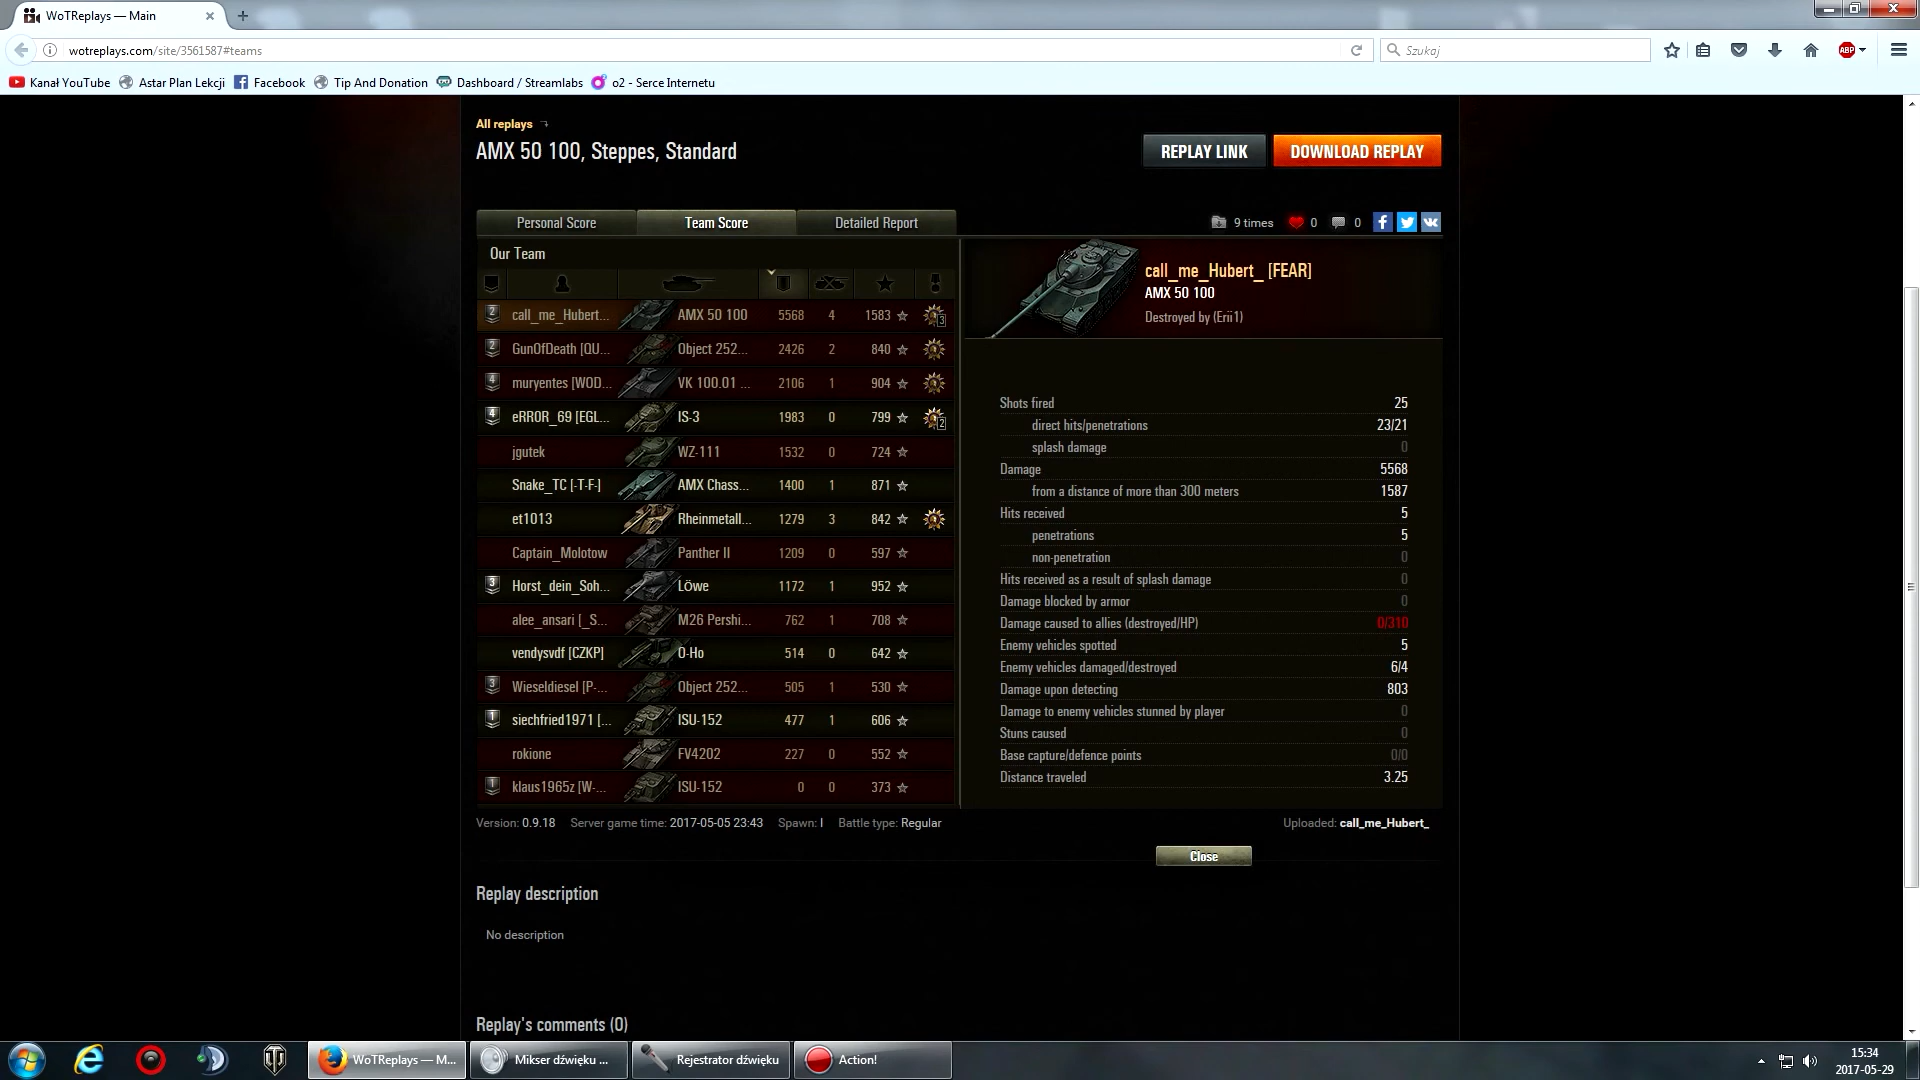 WoTReplays — Main
wotreplays.com/site/3561587#teams
Szukaj
ABP
Kanał YouTube
Astar Plan Lekcji
Facebook
Tip And Donation
Dashboard / Streamlabs
o2 - Serce Internetu
All replays
AMX 50 100, Steppes, Standard
REPLAY LINK
DOWNLOAD REPLAY
Personal Score
Team Score
Detailed Report
9 times
0
0
Our Team
2 call_me_Hubert... AMX 50 100 5568 4 1583 3
2 GunOfDeath [QU... Object 252... 2426 2 840
4 muryentes [WOD... VK 100.01 ... 2106 1 904
4 eRR0R_69 [EGL... IS-3 1983 0 799 2
jgutek WZ-111 1532 0 724
Snake_TC [-T-F-] AMX Chass... 1400 1 871
et1013 Rheinmetall... 1279 3 842
Captain_Molotow Panther II 1209 0 597
3 Horst_dein_Soh... Löwe 1172 1 952
alee_ansari [_S... M26 Pershi... 762 1 708
vendysvdf [CZKP] O-Ho 514 0 642
3 Wieseldiesel [P-... Object 252... 505 1 530
1 siechfried1971 [... ISU-152 477 1 606
rokione FV4202 227 0 552
1 klaus1965z [W-... ISU-152 0 0 373
call_me_Hubert_ [FEAR]
AMX 50 100
Destroyed by (Erii1)
Shots fired 25
direct hits/penetrations 23/21
splash damage 0
Damage 5568
from a distance of more than 300 meters 1587
Hits received 5
penetrations 5
non-penetration 0
Hits received as a result of splash damage 0
Damage blocked by armor 0
Damage caused to allies (destroyed/HP) 0/310
Enemy vehicles spotted 5
Enemy vehicles damaged/destroyed 6/4
Damage upon detecting 803
Damage to enemy vehicles stunned by player 0
Stuns caused 0
Base capture/defence points 0/0
Distance traveled 3.25
Version: 0.9.18 Server game time: 2017-05-05 23:43 Spawn: I Battle type: Regular
Uploaded: call_me_Hubert_
Close
Replay description
No description
Replay's comments (0)
WoTReplays — M...
Mikser dźwięku ...
Rejestrator dźwięku
Action!
15:34
2017-05-29